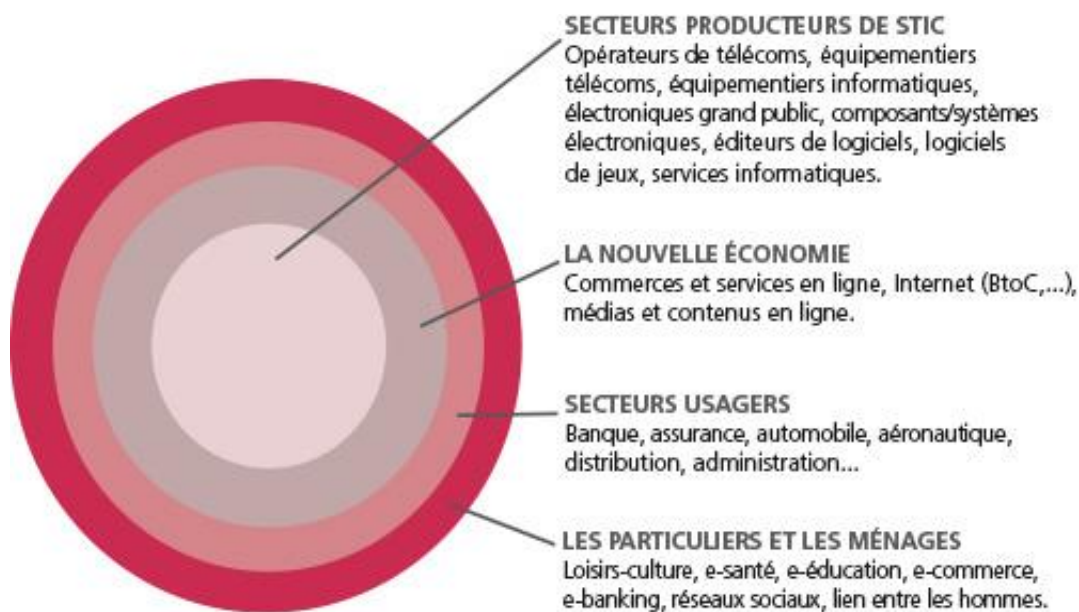 SECTEURS PRODUCTEURS DE STIC
Opérateurs de télécoms, équipementiers
télécoms, équipementiers informatiques,
électroniques grand public, composants/systèmes
électroniques, éditeurs de logiciels, logiciels
de jeux, services informatiques.
LA NOUVELLE ÉCONOMIE
Commerces et services en ligne, Internet (BtoC,...),
médias et contenus en ligne.
SECTEURS USAGERS
Banque, assurance, automobile, aéronautique,
distribution, administration...
LES PARTICULIERS ET LES MÉNAGES
Loisirs-culture, e-santé, e-éducation, e-commerce,
e-banking, réseaux sociaux, lien entre les hommes.